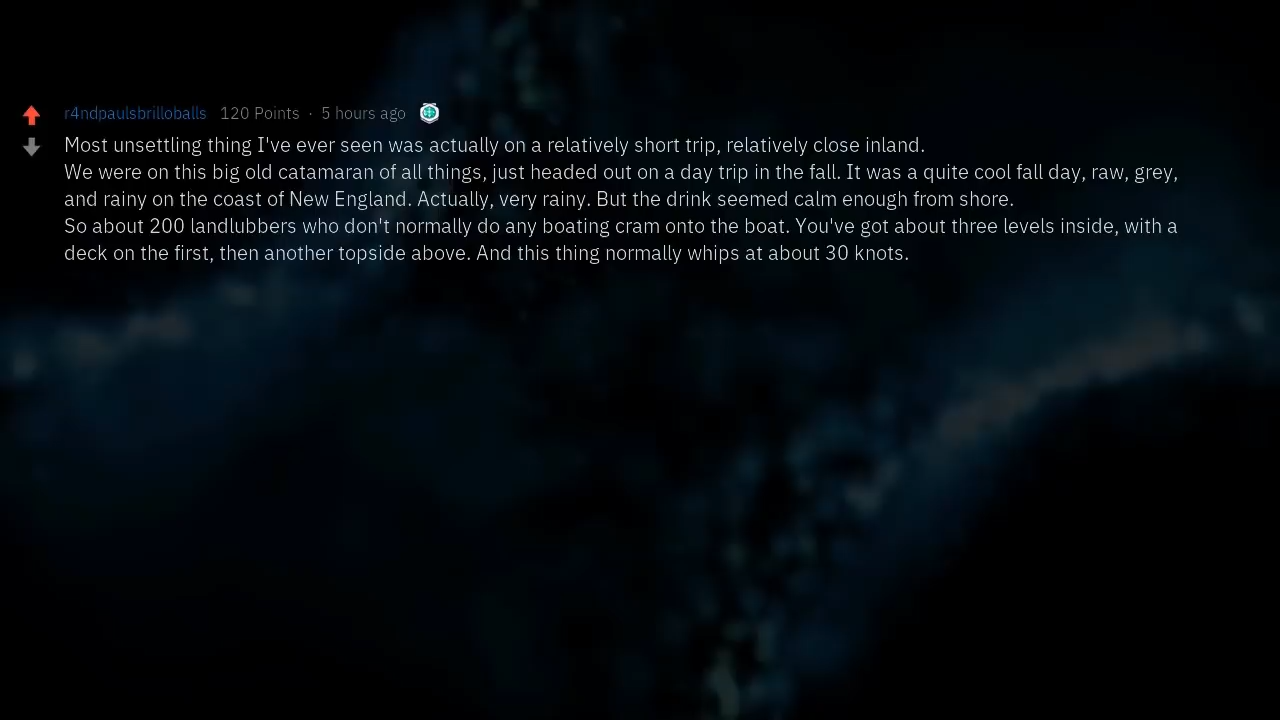 r4ndpaulsbrilloballs 120 Points · 5 hours ago
Most unsettling thing I've ever seen was actually on a relatively short trip, relatively close inland.
We were on this big old catamaran of all things, just headed out on a day trip in the fall. It was a quite cool fall day, raw, grey,
and rainy on the coast of New England. Actually, very rainy. But the drink seemed calm enough from shore.
So about 200 landlubbers who don't normally do any boating cram onto the boat. You've got about three levels inside, with a
deck on the first, then another topside above. And this thing normally whips at about 30 knots.